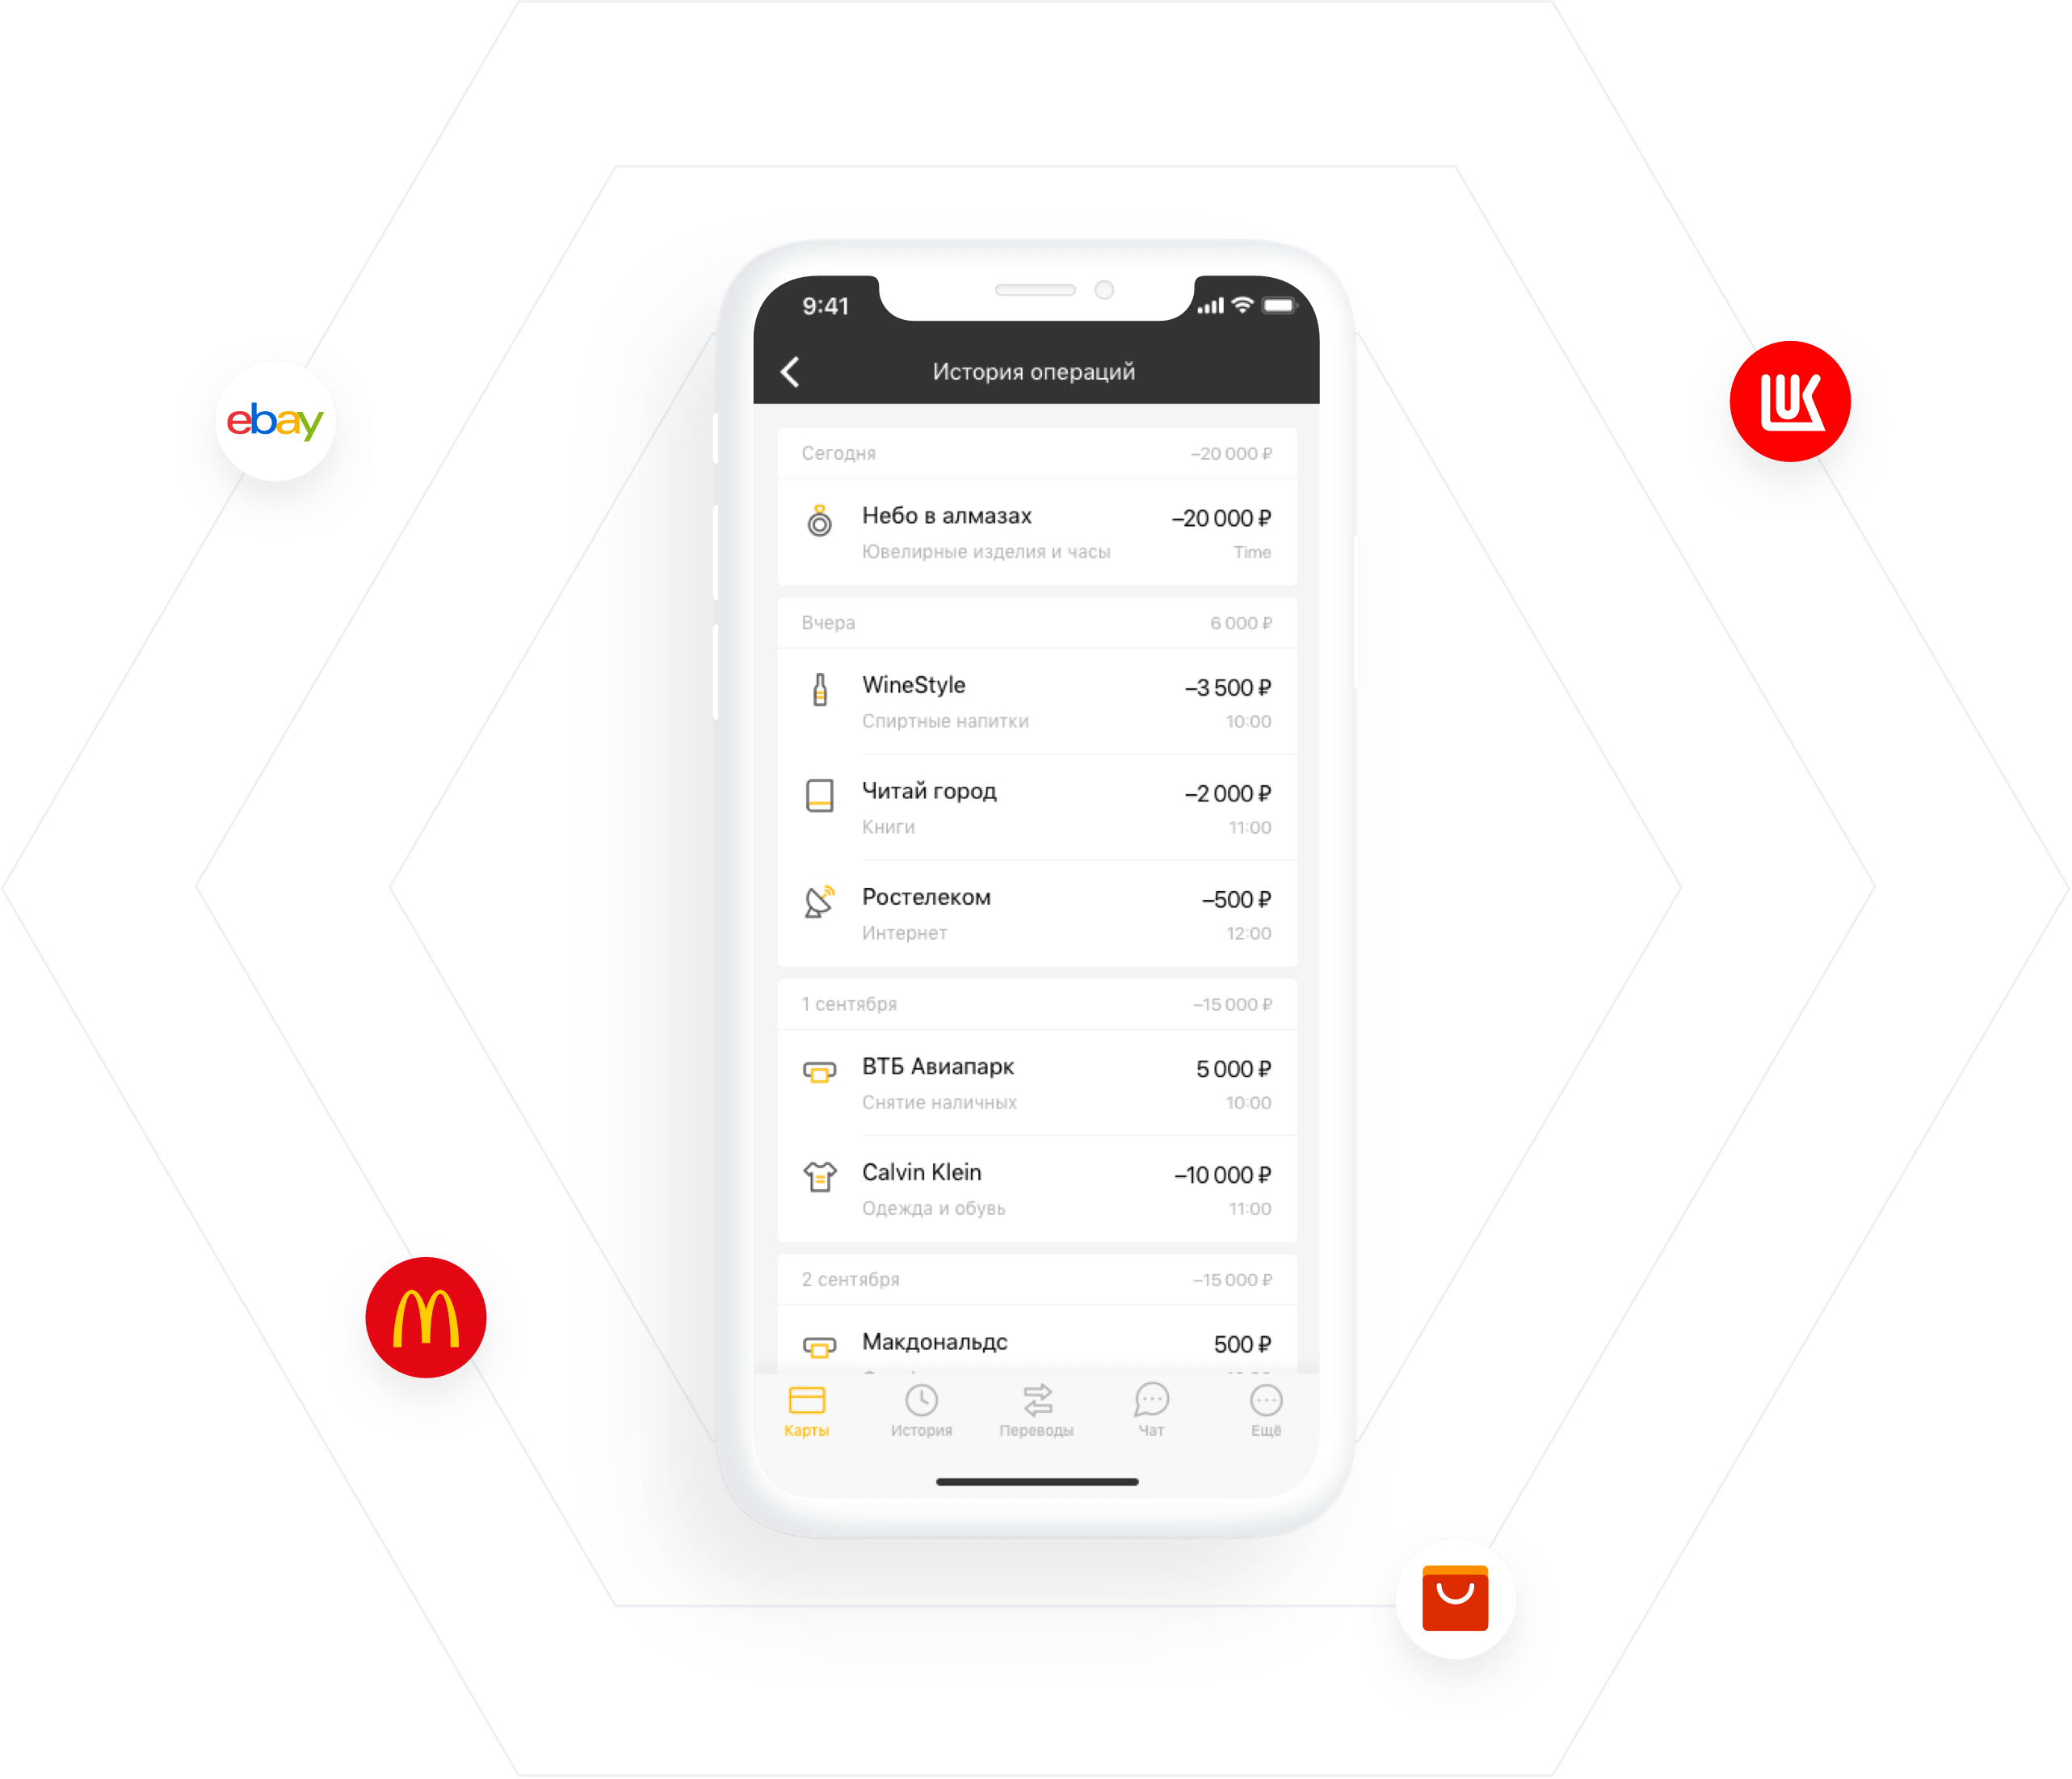 9:41
История операций
Сегодня –20 000 ₽
Небо в алмазах –20 000 ₽
Ювелирные изделия и часы Time
Вчера 6 000 ₽
WineStyle –3 500 ₽
Спиртные напитки 10:00
Читай город –2 000 ₽
Книги 11:00
Ростелеком –500 ₽
Интернет 12:00
1 сентября –15 000 ₽
ВТБ Авиапарк 5 000 ₽
Снятие наличных 10:00
Calvin Klein –10 000 ₽
Одежда и обувь 11:00
2 сентября –15 000 ₽
Макдональдс 500 ₽
Карты История Переводы Чат Ещё
ebay
LUK